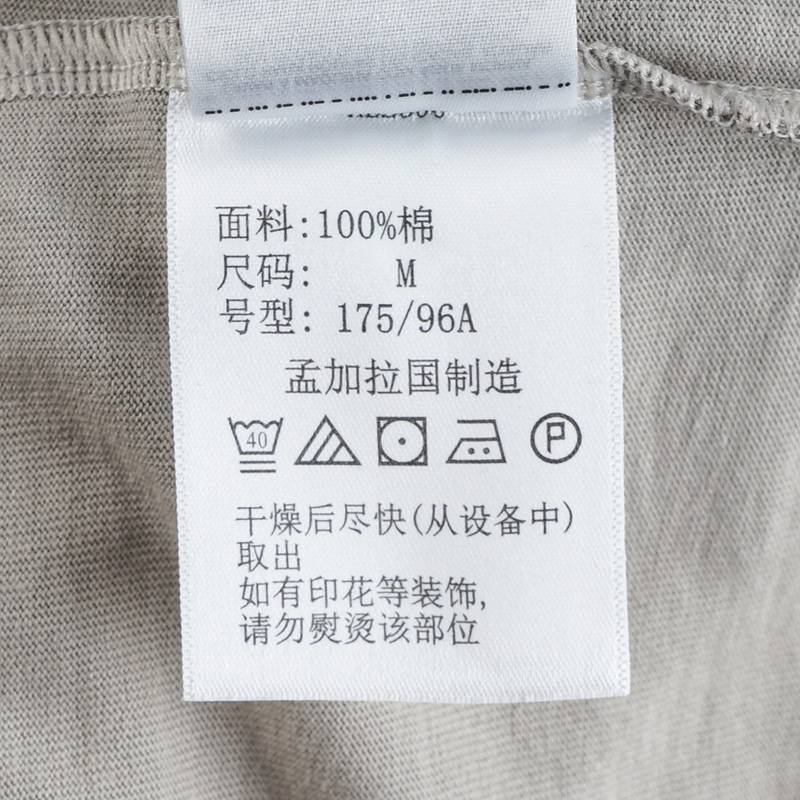 面料:100%棉
尺码: M
号型: 175/96A
孟加拉国制造
40 P
干燥后尽快(从设备中)
取出
如有印花等装饰,
请勿熨烫该部位